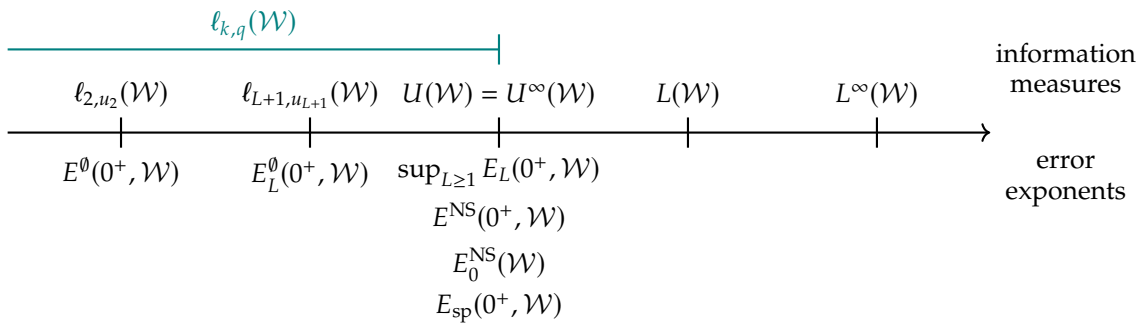 ℓ_{k,q}(𝒲)
information
measures
ℓ_{2,u_2}(𝒲) ℓ_{L+1,u_{L+1}}(𝒲) U(𝒲) = U^∞(𝒲) L(𝒲) L^∞(𝒲)
E^∅(0^+, 𝒲) E_L^∅(0^+, 𝒲) sup_{L≥1} E_L(0^+, 𝒲)
error
exponents
E^{NS}(0^+, 𝒲)
E_0^{NS}(𝒲)
E_{sp}(0^+, 𝒲)